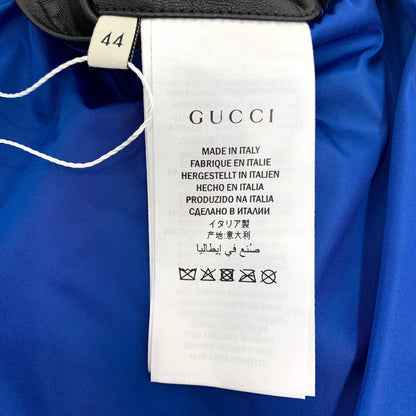 44
GUCCI
MADE IN ITALY
FABRIQUE EN ITALIE
HERGESTELLT IN ITALIEN
HECHO EN ITALIA
PRODUZIDO NA ITALIA
СДЕЛАНО В ИТАЛИИ
イタリア製
产地:意大利
صنع في إيطاليا